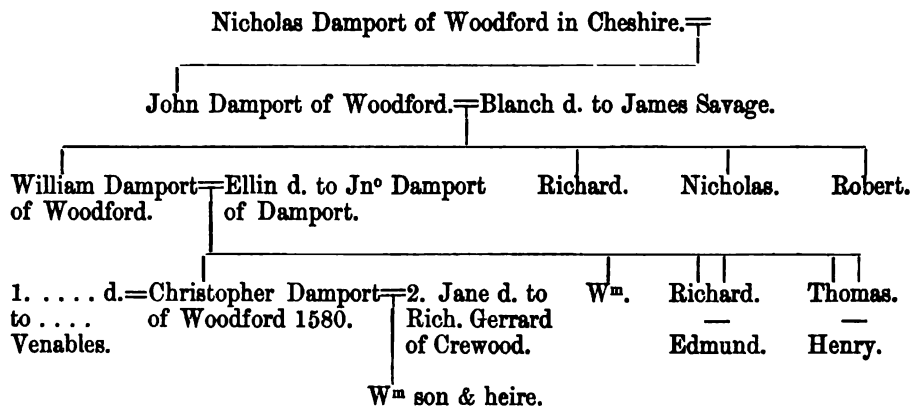 Nicholas Damport of Woodford in Cheshire.
John Damport of Woodford. Blanch d. to James Savage.
William Damport Ellin d. to Jnº Damport Richard. Nicholas. Robert.
of Woodford. of Damport.
1. . . . . . d.=Christopher Damport 2. Jane d. to Wᵐ. Richard. Thomas.
to . . . . of Woodford 1580. Rich. Gerrard
Venables. of Crewood. Edmund. Henry.
Wᵐ son & heire.